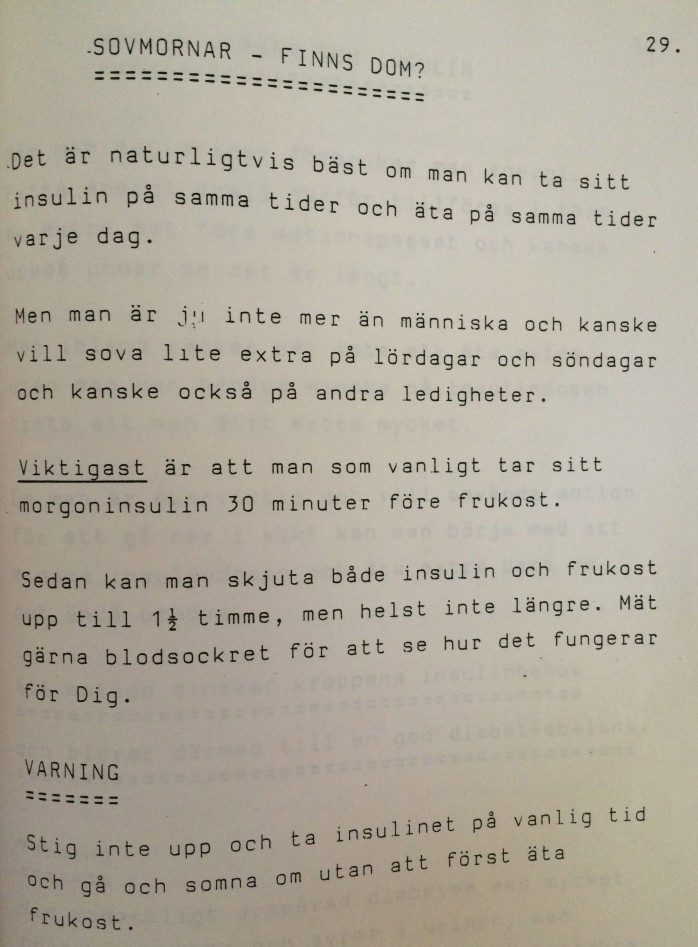 SOVMORNAR - FINNS DOM? 29.
======================
Det är naturligtvis bäst om man kan ta sitt
insulin på samma tider och äta på samma tider
varje dag.
Men man är ju inte mer än människa och kanske
vill sova lite extra på lördagar och söndagar
och kanske också på andra ledigheter.
Viktigast är att man som vanligt tar sitt
morgoninsulin 30 minuter före frukost.
Sedan kan man skjuta både insulin och frukost
upp till 1½ timme, men helst inte längre. Mät
gärna blodsockret för att se hur det fungerar
för Dig.
VARNING
=======
Stig inte upp och ta insulinet på vanlig tid
och gå och somna om utan att först äta
frukost.